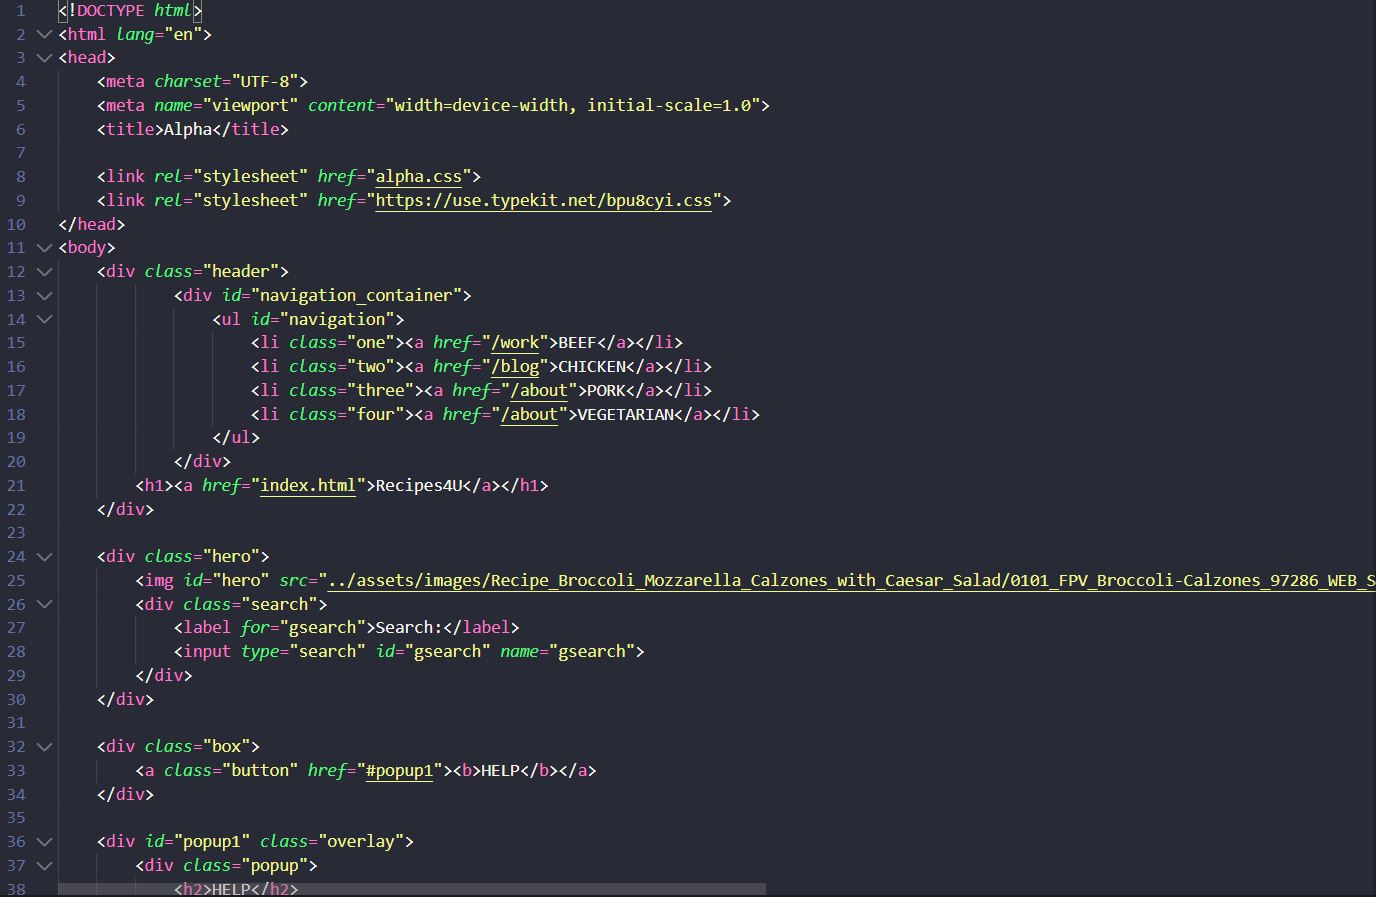 1 <!DOCTYPE html>
2 <html lang="en">
3 <head>
4     <meta charset="UTF-8">
5     <meta name="viewport" content="width=device-width, initial-scale=1.0">
6     <title>Alpha</title>
7
8     <link rel="stylesheet" href="alpha.css">
9     <link rel="stylesheet" href="https://use.typekit.net/bpu8cyi.css">
10 </head>
11 <body>
12     <div class="header">
13             <div id="navigation_container">
14                 <ul id="navigation">
15                     <li class="one"><a href="/work">BEEF</a></li>
16                     <li class="two"><a href="/blog">CHICKEN</a></li>
17                     <li class="three"><a href="/about">PORK</a></li>
18                     <li class="four"><a href="/about">VEGETARIAN</a></li>
19                 </ul>
20             </div>
21         <h1><a href="index.html">Recipes4U</a></h1>
22     </div>
23
24     <div class="hero">
25         <img id="hero" src="../assets/images/Recipe_Broccoli_Mozzarella_Calzones_with_Caesar_Salad/0101_FPV_Broccoli-Calzones_97286_WEB_S
26         <div class="search">
27             <label for="gsearch">Search:</label>
28             <input type="search" id="gsearch" name="gsearch">
29         </div>
30     </div>
31
32     <div class="box">
33         <a class="button" href="#popup1"><b>HELP</b></a>
34     </div>
35
36     <div id="popup1" class="overlay">
37         <div class="popup">
38             <h2>HELP</h2>